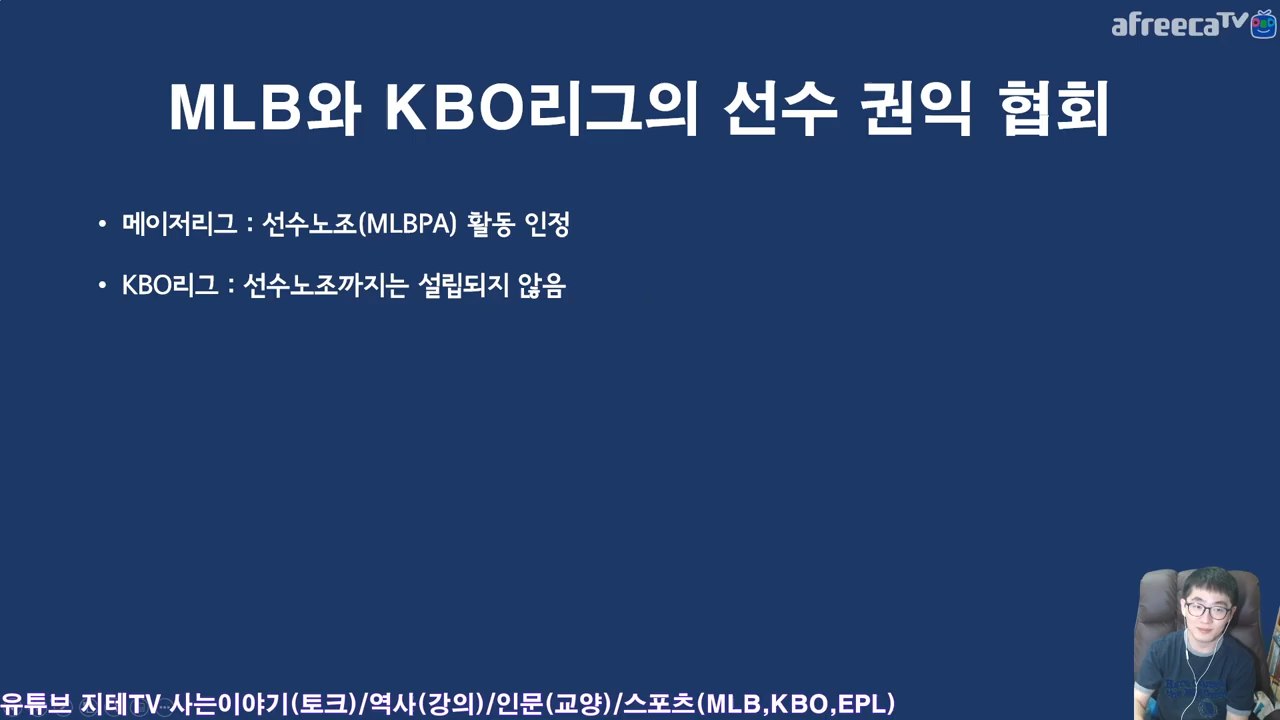 afreecaTV
MLB와 KBO리그의 선수 권익 협회
• 메이저리그 : 선수노조(MLBPA) 활동 인정
• KBO리그 : 선수노조까지는 설립되지 않음
유튜브 지테TV 사는이야기(토크)/역사(강의)/인문(교양)/스포츠(MLB,KBO,EPL)